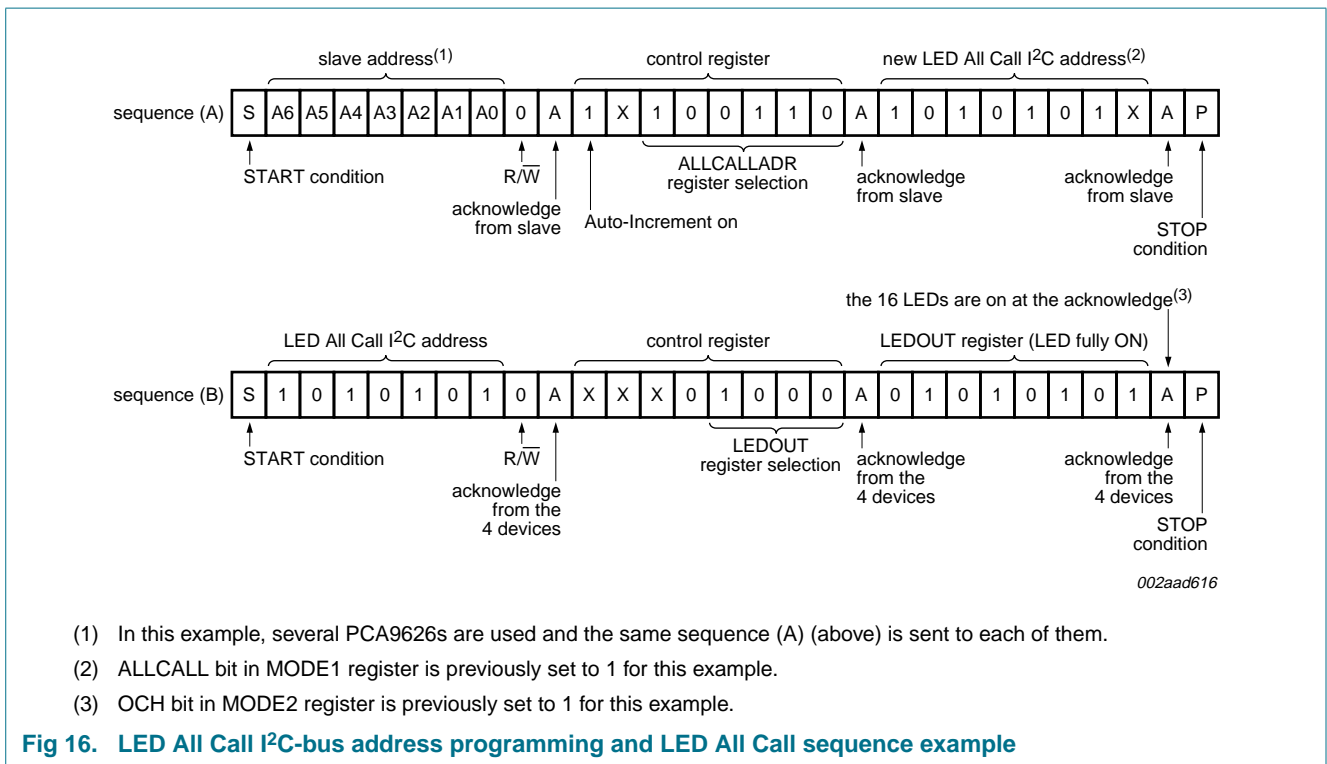 slave address(1) control register new LED All Call I2C address(2)
sequence (A) S A6 A5 A4 A3 A2 A1 A0 0 A 1 X 1 0 0 1 1 0 A 1 0 1 0 1 0 1 X A P
START condition
R/W
acknowledge
from slave
Auto-Increment on
ALLCALLADR
register selection
acknowledge
from slave
acknowledge
from slave
STOP
condition
the 16 LEDs are on at the acknowledge(3)
LED All Call I2C address control register LEDOUT register (LED fully ON)
sequence (B) S 1 0 1 0 1 0 1 0 A X X X 0 1 0 0 0 A 0 1 0 1 0 1 0 1 A P
START condition
R/W
acknowledge
from the
4 devices
LEDOUT
register selection
acknowledge
from the
4 devices
acknowledge
from the
4 devices
STOP
condition
002aad616
(1) In this example, several PCA9626s are used and the same sequence (A) (above) is sent to each of them.
(2) ALLCALL bit in MODE1 register is previously set to 1 for this example.
(3) OCH bit in MODE2 register is previously set to 1 for this example.
Fig 16. LED All Call I2C-bus address programming and LED All Call sequence example